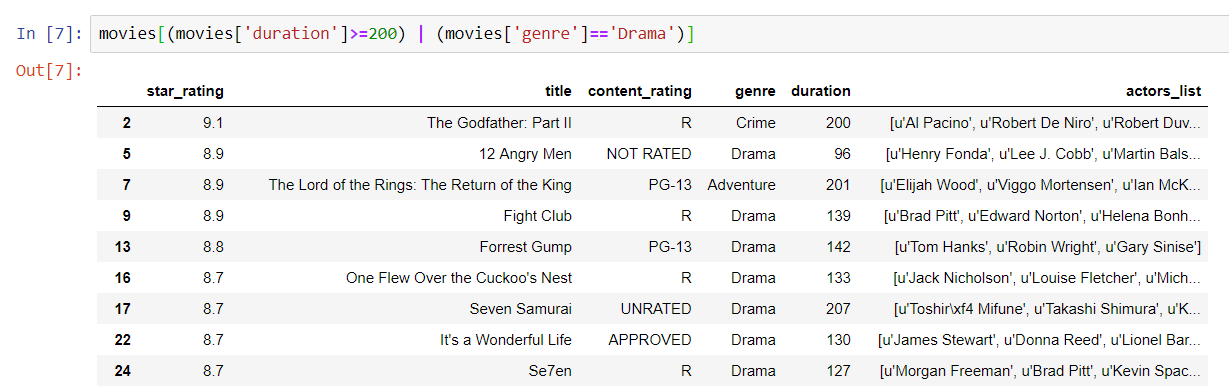 In [7]: movies[(movies['duration']>=200) | (movies['genre']=='Drama')]
Out[7]:
star_rating title content_rating genre duration actors_list
2 9.1 The Godfather: Part II R Crime 200 [u'Al Pacino', u'Robert De Niro', u'Robert Duv...
5 8.9 12 Angry Men NOT RATED Drama 96 [u'Henry Fonda', u'Lee J. Cobb', u'Martin Bals...
7 8.9 The Lord of the Rings: The Return of the King PG-13 Adventure 201 [u'Elijah Wood', u'Viggo Mortensen', u'Ian McK...
9 8.9 Fight Club R Drama 139 [u'Brad Pitt', u'Edward Norton', u'Helena Bonh...
13 8.8 Forrest Gump PG-13 Drama 142 [u'Tom Hanks', u'Robin Wright', u'Gary Sinise']
16 8.7 One Flew Over the Cuckoo's Nest R Drama 133 [u'Jack Nicholson', u'Louise Fletcher', u'Mich...
17 8.7 Seven Samurai UNRATED Drama 207 [u'Toshir\xf4 Mifune', u'Takashi Shimura', u'K...
22 8.7 It's a Wonderful Life APPROVED Drama 130 [u'James Stewart', u'Donna Reed', u'Lionel Bar...
24 8.7 Se7en R Drama 127 [u'Morgan Freeman', u'Brad Pitt', u'Kevin Spac...